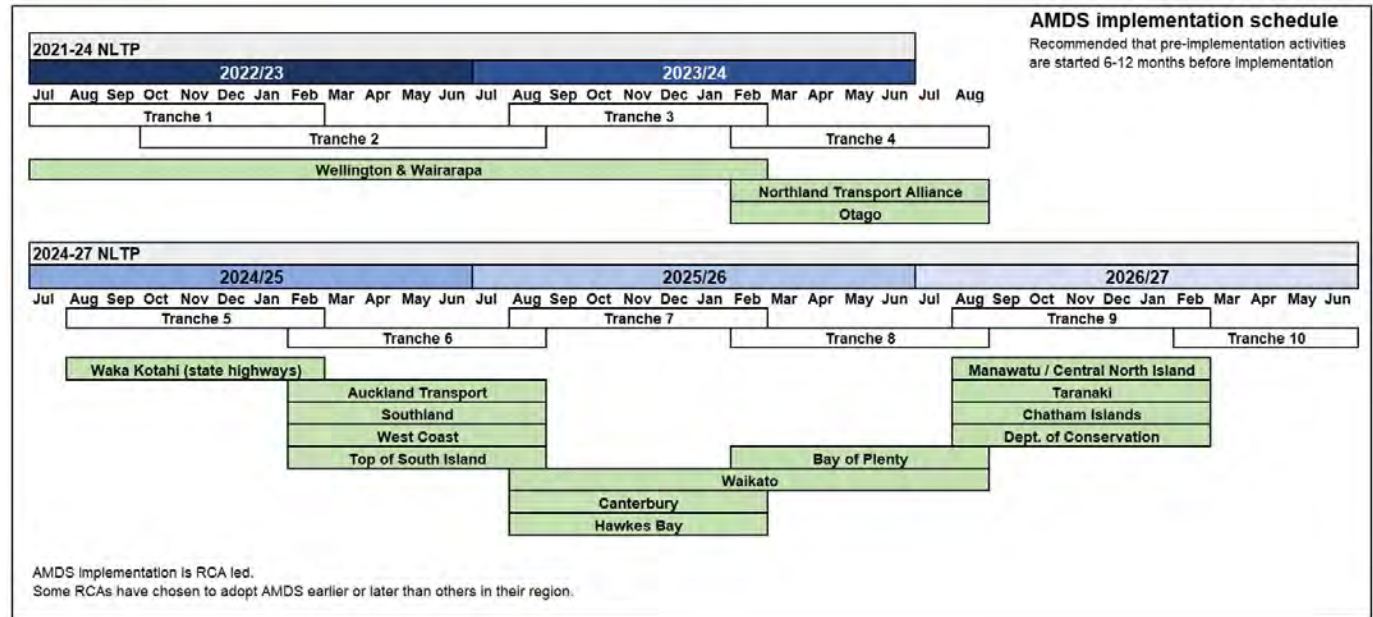 AMDS implementation schedule
Recommended that pre-implementation activities
are started 6-12 months before implementation
2021-24 NLTP
2022/23 2023/24
Jul Aug Sep Oct Nov Dec Jan Feb Mar Apr May Jun Jul Aug Sep Oct Nov Dec Jan Feb Mar Apr May Jun Jul Aug
Tranche 1 Tranche 3
Tranche 2 Tranche 4
Wellington & Wairarapa
Northland Transport Alliance
Otago
2024-27 NLTP
2024/25 2025/26 2026/27
Jul Aug Sep Oct Nov Dec Jan Feb Mar Apr May Jun Jul Aug Sep Oct Nov Dec Jan Feb Mar Apr May Jun Jul Aug Sep Oct Nov Dec Jan Feb Mar Apr May Jun
Tranche 5 Tranche 7 Tranche 9
Tranche 6 Tranche 8 Tranche 10
Waka Kotahi (state highways) Manawatu / Central North Island
Auckland Transport Taranaki
Southland Chatham Islands
West Coast Dept. of Conservation
Top of South Island Bay of Plenty
Waikato
Canterbury
Hawkes Bay
AMDS Implementation is RCA led.
Some RCAs have chosen to adopt AMDS earlier or later than others in their region.